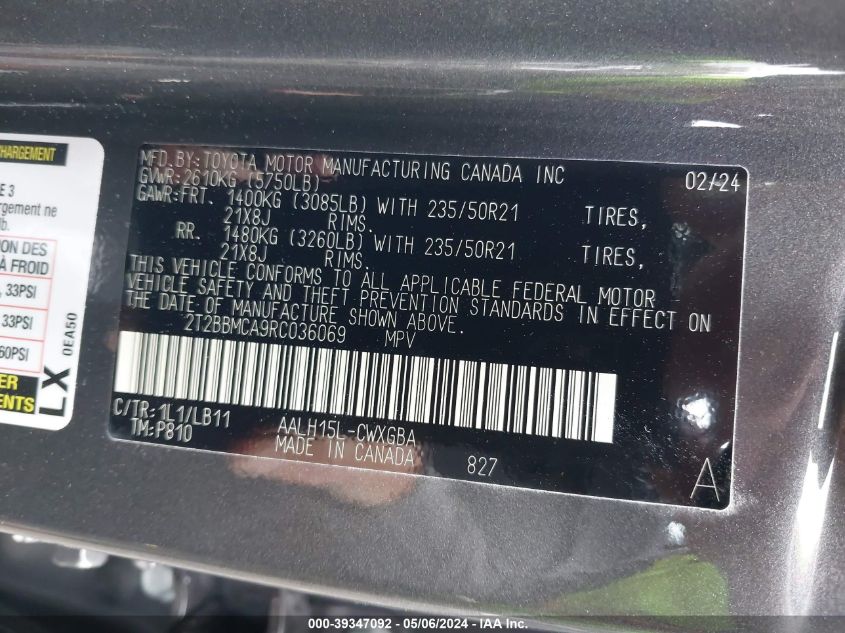 CHARGEMENT
E 3
argement ne
lb.
ION DES
À FROID
, 33PSI
33PSI
60PSI
ER
ENTS
LX
0EA50
MFD.BY:TOYOTA MOTOR MANUFACTURING CANADA INC 02/24
GVWR:2610KG (5750LB)
GAWR:FRT. 1400KG (3085LB) WITH 235/50R21 TIRES,
21X8J RIMS.
RR. 1480KG (3260LB) WITH 235/50R21 TIRES,
21X8J RIMS.
THIS VEHICLE CONFORMS TO ALL APPLICABLE FEDERAL MOTOR
VEHICLE SAFETY AND THEFT PREVENTION STANDARDS IN EFFECT ON
THE DATE OF MANUFACTURE SHOWN ABOVE.
2T2BBMCA9RC036069 MPV
C/TR:1L1/LB11 AALH15L-CWXGBA
TM:P810 MADE IN CANADA 827 A
000-39347092 - 05/06/2024 - IAA Inc.